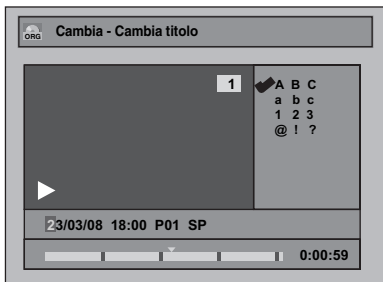 ORG Cambia - Cambia titolo
1
A B C
a b c
1 2 3
@ ! ?
23/03/08 18:00 P01 SP
0:00:59